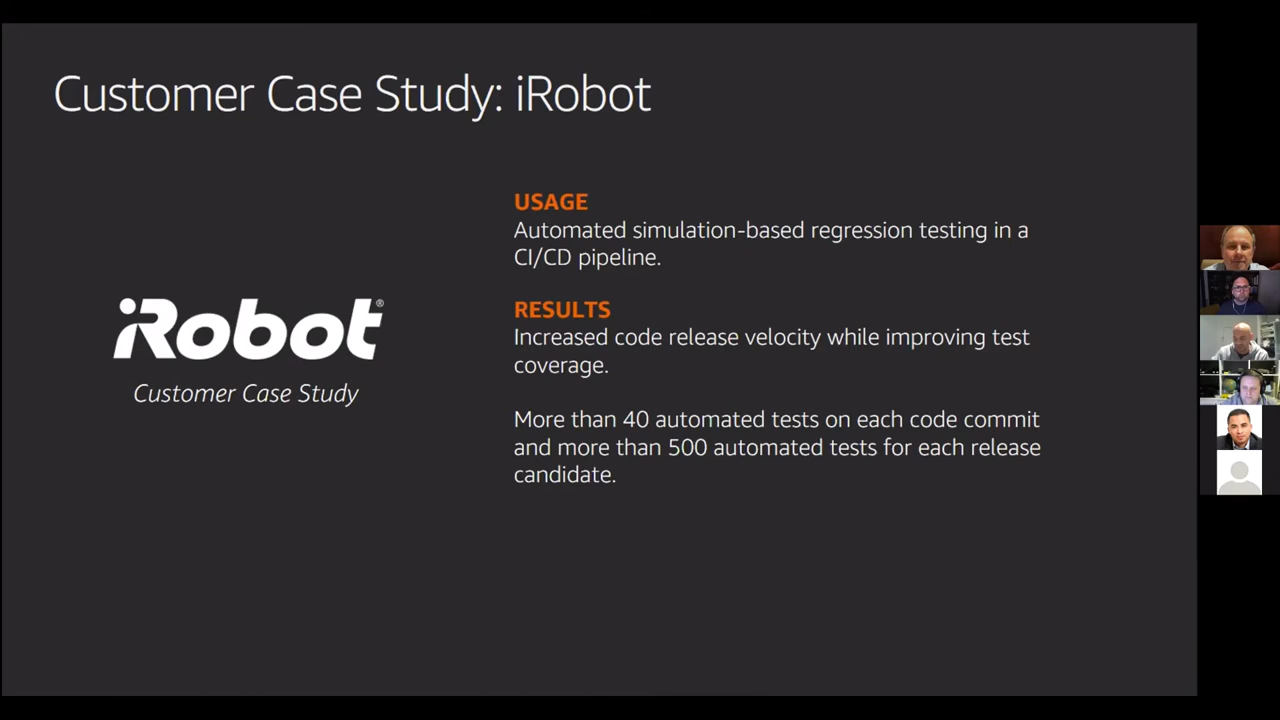 Customer Case Study: iRobot
USAGE
Automated simulation-based regression testing in a
CI/CD pipeline.
RESULTS
Increased code release velocity while improving test
coverage.
More than 40 automated tests on each code commit
and more than 500 automated tests for each release
candidate.
iRobot®
Customer Case Study